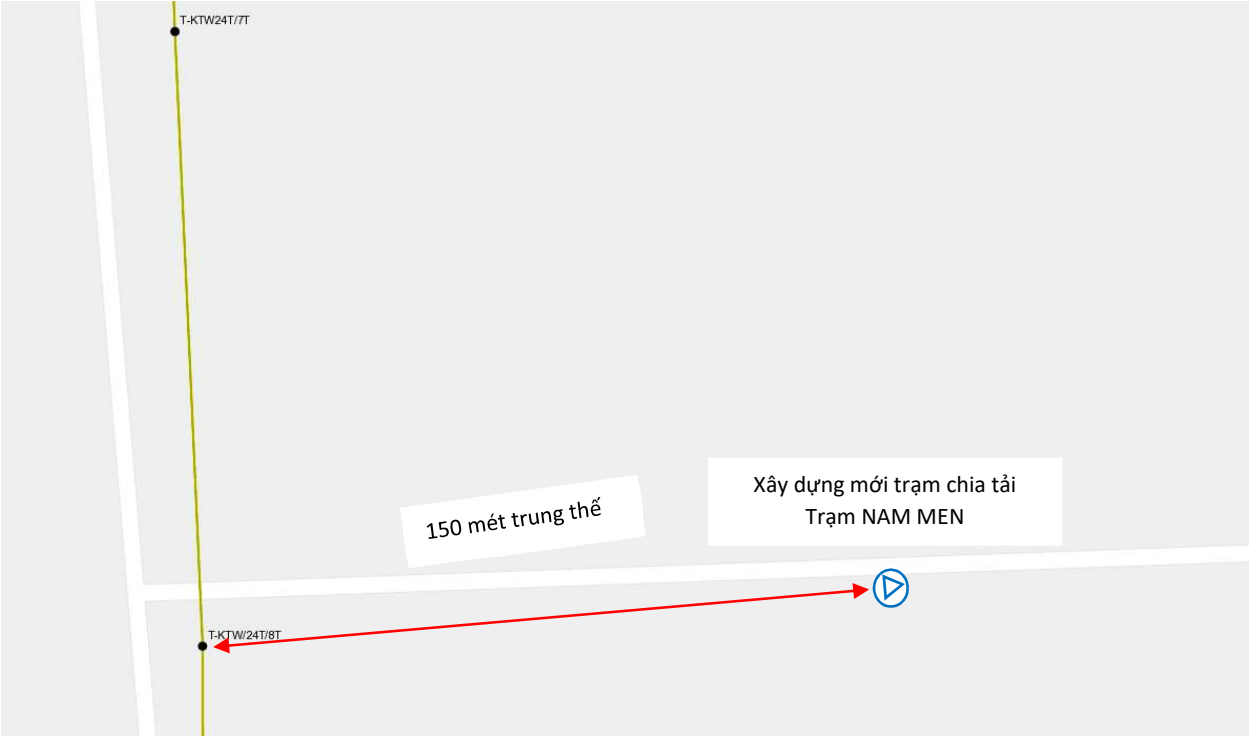 T-KTW24T/7T
150 mét trung thế
Xây dựng mới trạm chia tải
Trạm NAM MEN
T-KTW/24T/8T